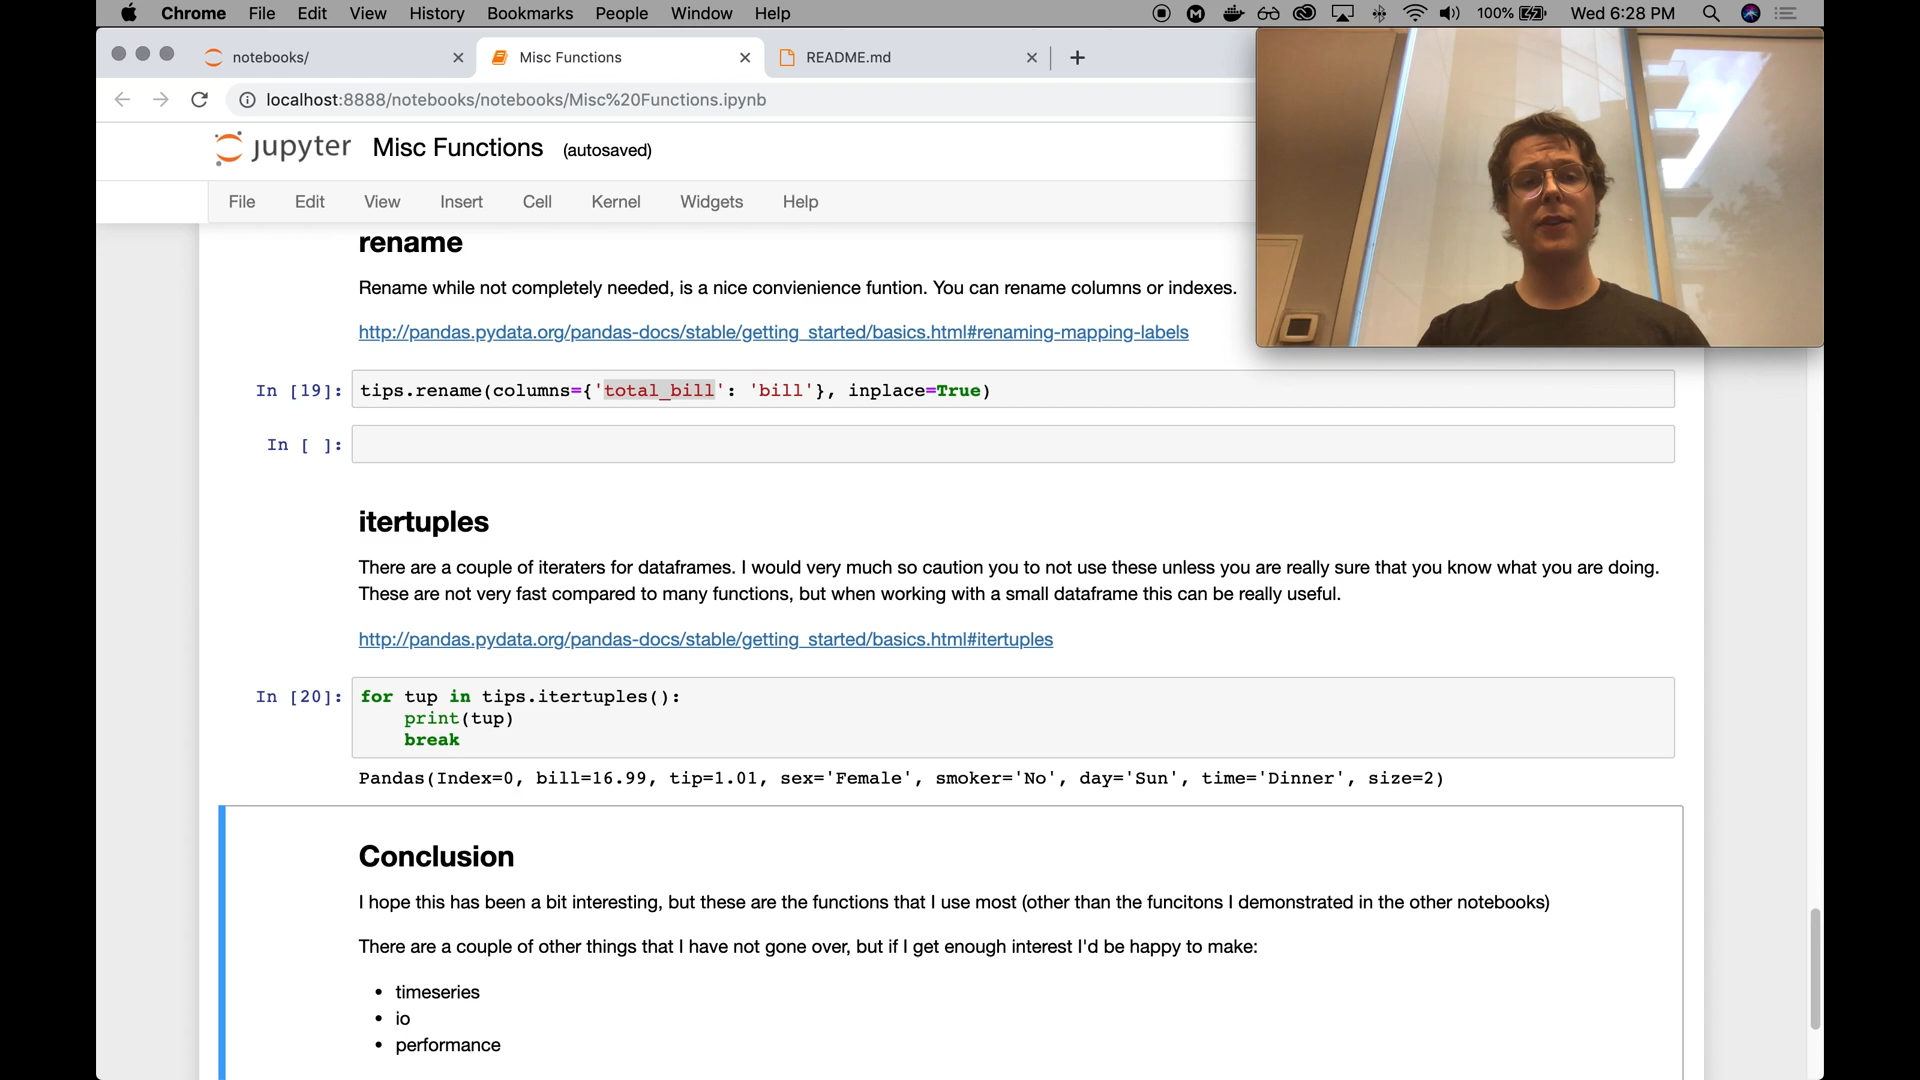 Chrome File Edit View History Bookmarks People Window Help 100% Wed 6:28 PM
notebooks/ Misc Functions README.md
localhost:8888/notebooks/notebooks/Misc%20Functions.ipynb
jupyter Misc Functions (autosaved)
File Edit View Insert Cell Kernel Widgets Help
rename
Rename while not completely needed, is a nice convienience funtion. You can rename columns or indexes.
http://pandas.pydata.org/pandas-docs/stable/getting_started/basics.html#renaming-mapping-labels
In [19]: tips.rename(columns={'total_bill': 'bill'}, inplace=True)
In [ ]:
itertuples
There are a couple of iteraters for dataframes. I would very much so caution you to not use these unless you are really sure that you know what you are doing.
These are not very fast compared to many functions, but when working with a small dataframe this can be really useful.
http://pandas.pydata.org/pandas-docs/stable/getting_started/basics.html#itertuples
In [20]: for tup in tips.itertuples():
    print(tup)
    break
Pandas(Index=0, bill=16.99, tip=1.01, sex='Female', smoker='No', day='Sun', time='Dinner', size=2)
Conclusion
I hope this has been a bit interesting, but these are the functions that I use most (other than the funcitons I demonstrated in the other notebooks)
There are a couple of other things that I have not gone over, but if I get enough interest I'd be happy to make:
• timeseries
• io
• performance